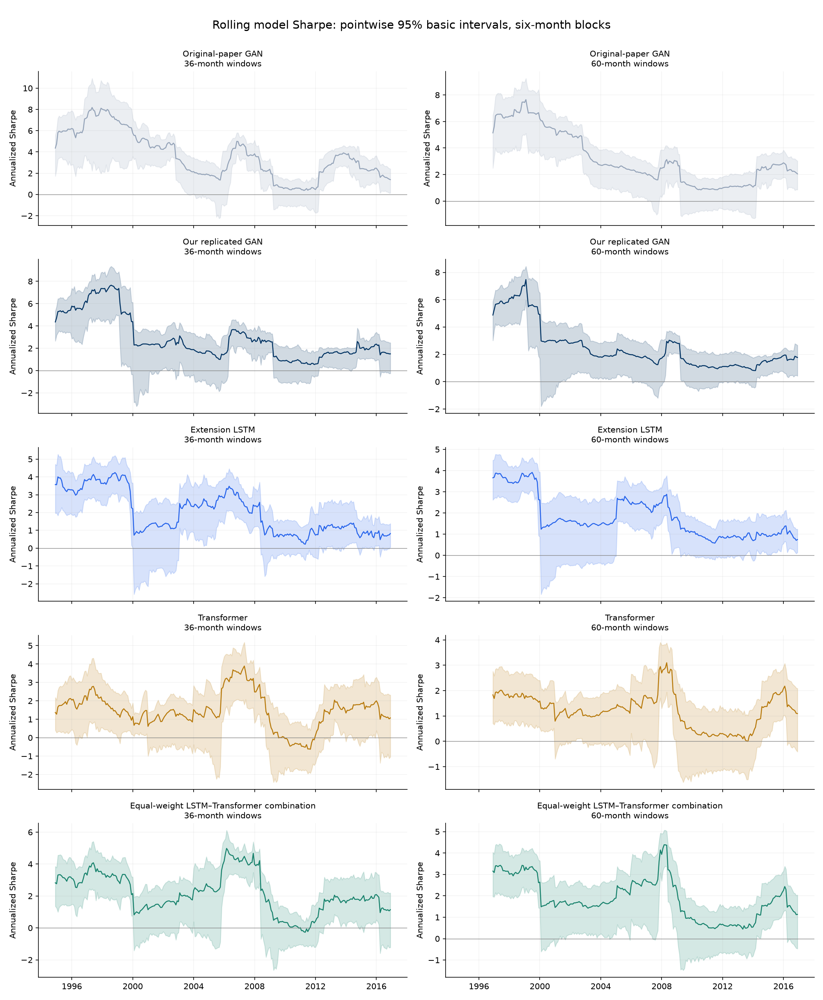 Rolling model Sharpe: pointwise 95% basic intervals, six-month blocks
Original-paper GAN
36-month windows
Annualized Sharpe
10
8
6
4
2
0
−2
Original-paper GAN
60-month windows
Annualized Sharpe
8
6
4
2
0
Our replicated GAN
36-month windows
Annualized Sharpe
8
6
4
2
0
−2
Our replicated GAN
60-month windows
Annualized Sharpe
8
6
4
2
0
−2
Extension LSTM
36-month windows
Annualized Sharpe
5
4
3
2
1
0
−1
−2
Extension LSTM
60-month windows
Annualized Sharpe
5
4
3
2
1
0
−1
−2
Transformer
36-month windows
Annualized Sharpe
5
4
3
2
1
0
−1
−2
Transformer
60-month windows
Annualized Sharpe
4
3
2
1
0
−1
Equal-weight LSTM–Transformer combination
36-month windows
Annualized Sharpe
6
4
2
0
−2
1996 2000 2004 2008 2012 2016
Equal-weight LSTM–Transformer combination
60-month windows
Annualized Sharpe
5
4
3
2
1
0
−1
1996 2000 2004 2008 2012 2016